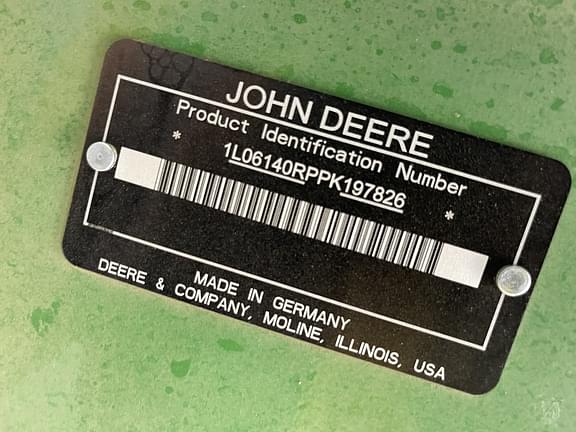 JOHN DEERE
Product Identification Number
* 1L06140RPPK197826 *
MADE IN GERMANY
DEERE & COMPANY, MOLINE, ILLINOIS, USA